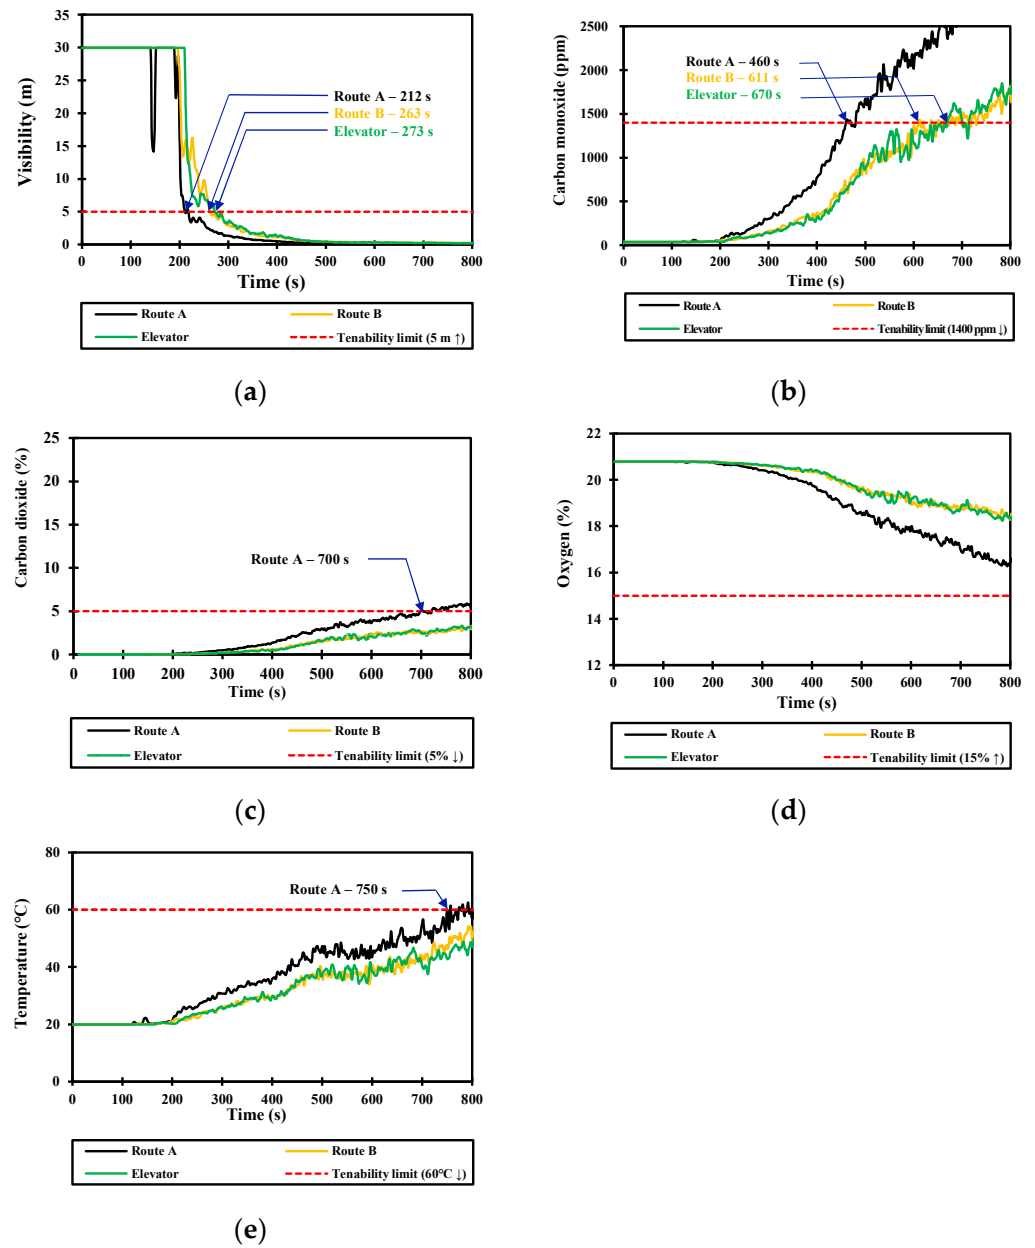 35
30
25
20
15
10
5
0
Visibility (m)
Route A – 212 s
Route B – 263 s
Elevator – 273 s
0 100 200 300 400 500 600 700 800
Time (s)
Route A
Route B
Elevator
Tenability limit (5 m ↑)
(a)
2500
2000
1500
1000
500
0
Carbon monoxide (ppm)
Route A – 460 s
Route B – 611 s
Elevator – 670 s
0 100 200 300 400 500 600 700 800
Time (s)
Route A
Route B
Elevator
Tenability limit (1400 ppm ↓)
(b)
25
20
15
10
5
0
Carbon dioxide (%)
Route A – 700 s
0 100 200 300 400 500 600 700 800
Time (s)
Route A
Route B
Elevator
Tenability limit (5% ↓)
(c)
22
20
18
16
14
12
Oxygen (%)
0 100 200 300 400 500 600 700 800
Time (s)
Route A
Route B
Elevator
Tenability limit (15% ↑)
(d)
80
60
40
20
0
Temperature (°C)
Route A – 750 s
0 100 200 300 400 500 600 700 800
Time (s)
Route A
Route B
Elevator
Tenability limit (60°C ↓)
(e)